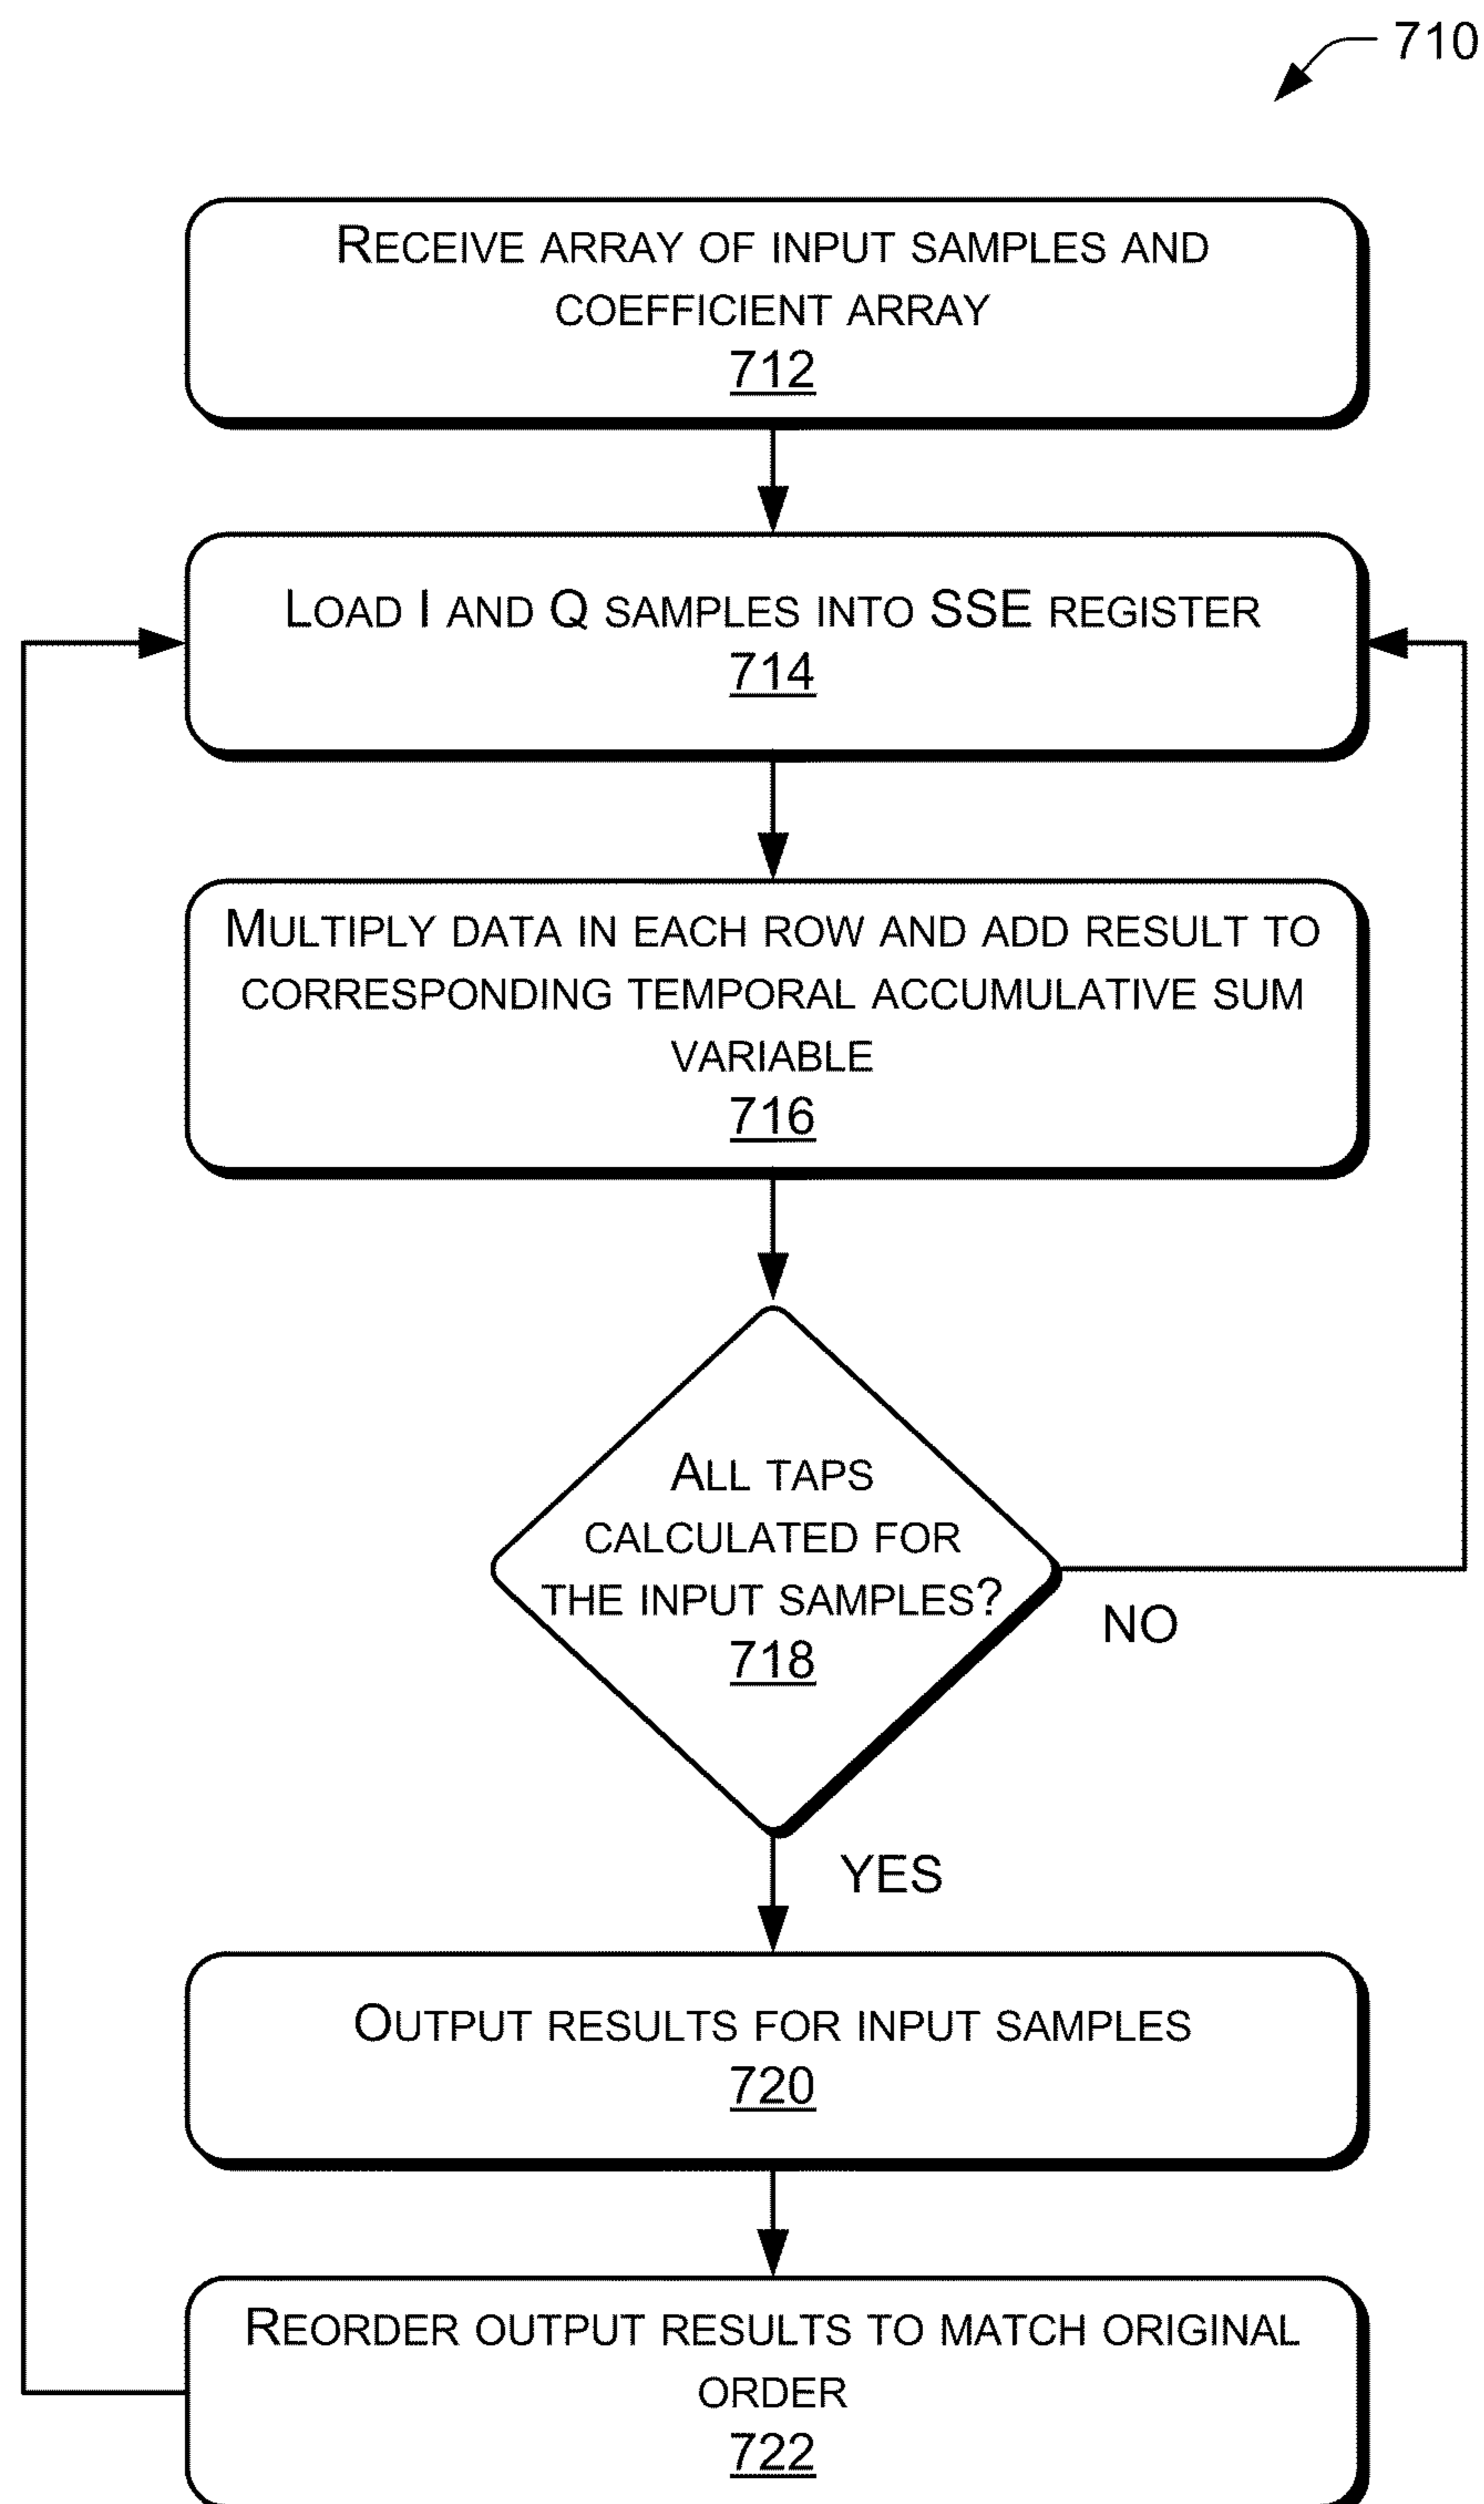 710
RECEIVE ARRAY OF INPUT SAMPLES AND
COEFFICIENT ARRAY
712
LOAD I AND Q SAMPLES INTO SSE REGISTER
714
MULTIPLY DATA IN EACH ROW AND ADD RESULT TO
CORRESPONDING TEMPORAL ACCUMULATIVE SUM
VARIABLE
716
ALL TAPS
CALCULATED FOR
THE INPUT SAMPLES?
718
NO
YES
OUTPUT RESULTS FOR INPUT SAMPLES
720
REORDER OUTPUT RESULTS TO MATCH ORIGINAL
ORDER
722